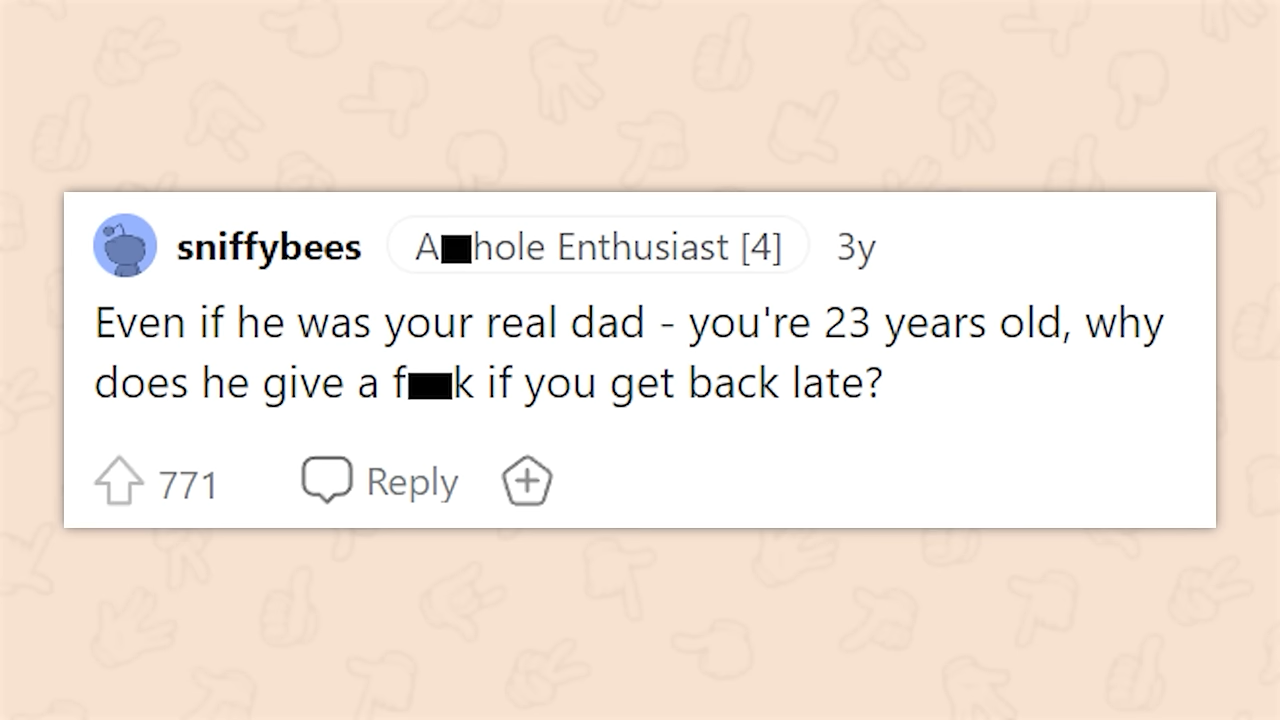 sniffybees A■hole Enthusiast [4] 3y
Even if he was your real dad - you're 23 years old, why
does he give a f■k if you get back late?
771 Reply